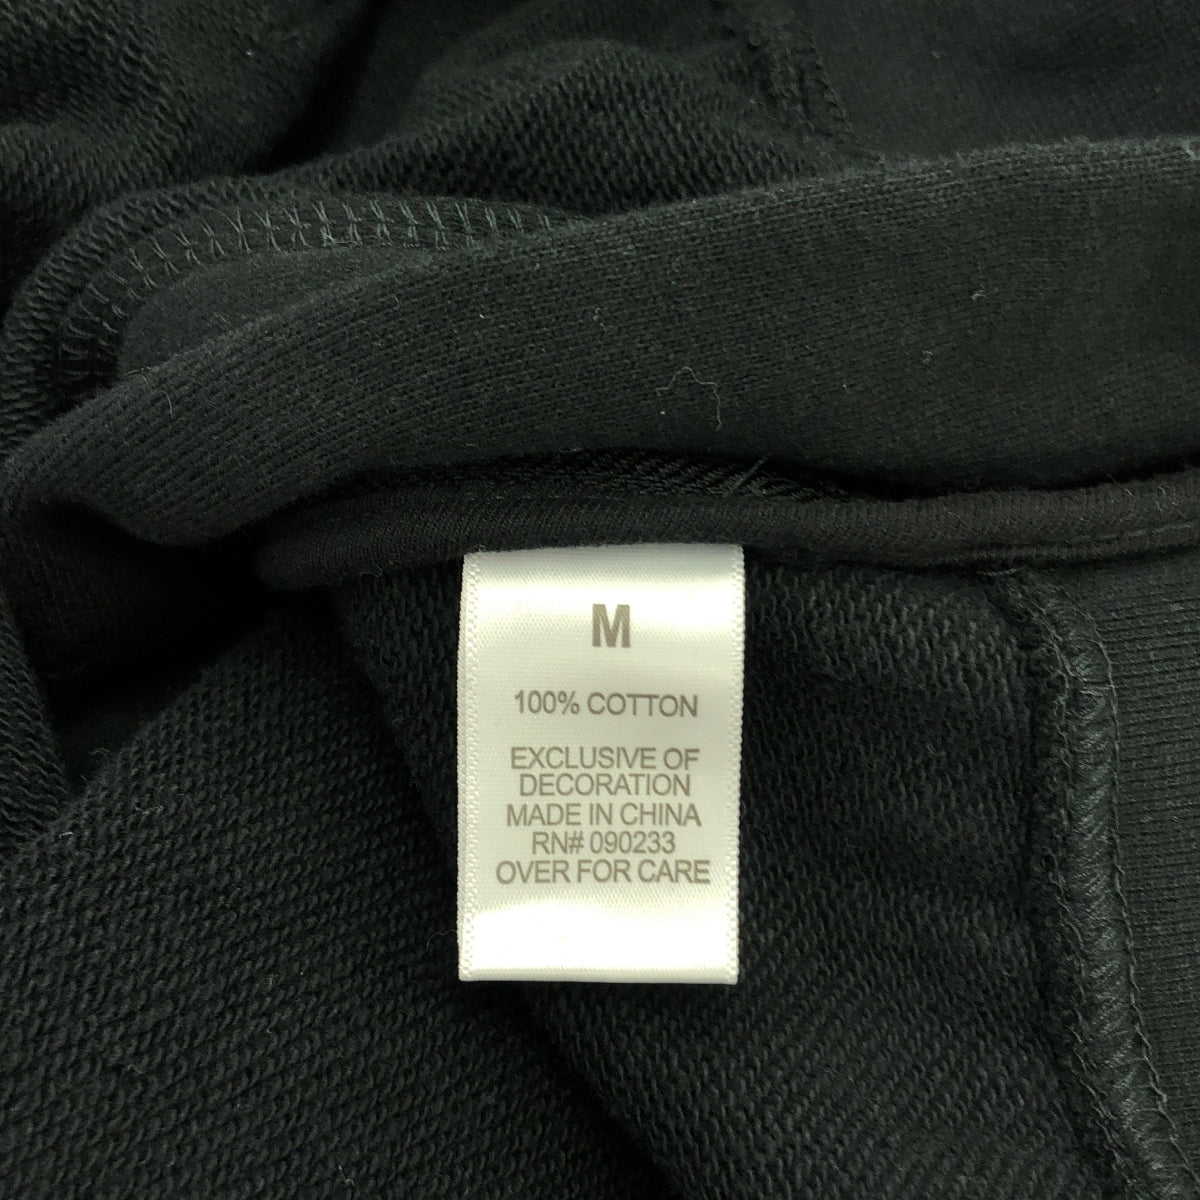 M
100% COTTON
EXCLUSIVE OF
DECORATION
MADE IN CHINA
RN# 090233
OVER FOR CARE